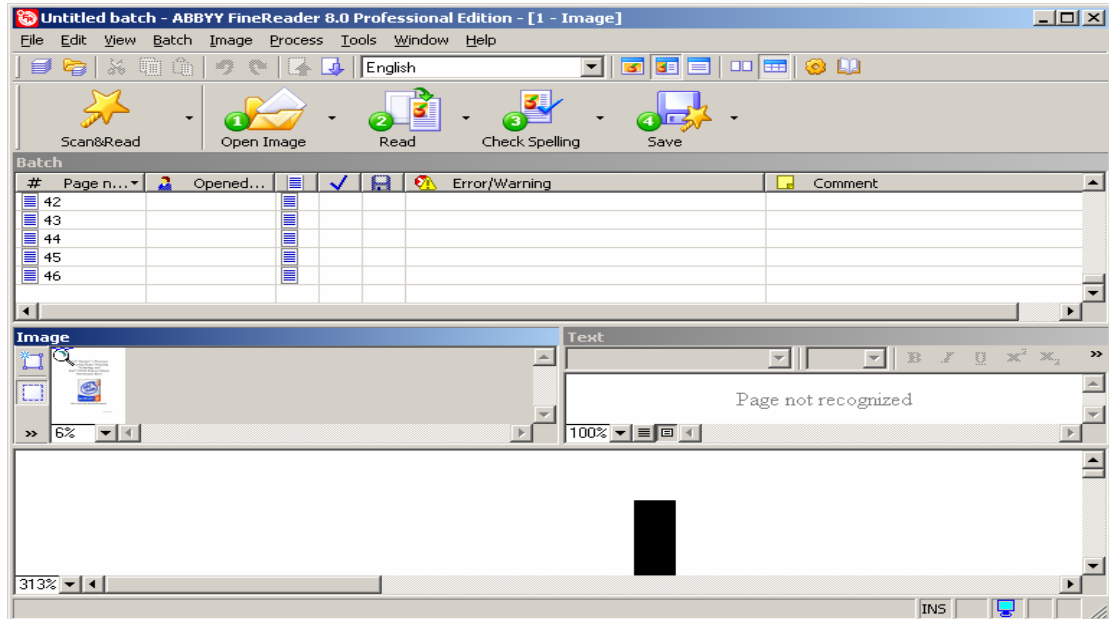 Untitled batch - ABBYY FineReader 8.0 Professional Edition - [1 - Image]
File Edit View Batch Image Process Tools Window Help
English
1 2 3 4
Scan&Read Open Image Read Check Spelling Save
Batch
# Page n... Opened... Error/Warning Comment
42
43
44
45
46
Image Text
B I U x² X₂ »
Page not recognized
» 6% 100%
313%
INS